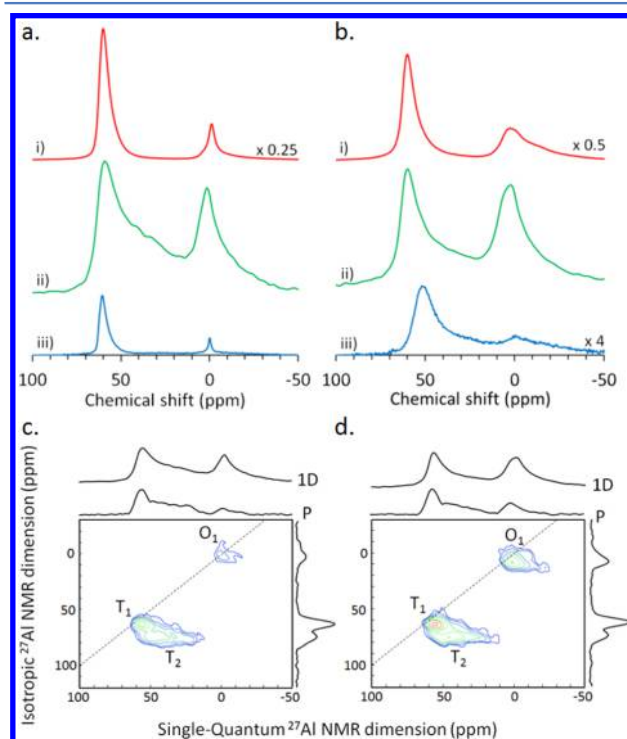 a.
b.
i)
x 0.25
i)
x 0.5
ii)
ii)
iii)
iii)
x 4
100
50
0
-50
100
50
0
-50
Chemical shift (ppm)
Chemical shift (ppm)
c.
d.
1D
1D
P
P
Isotropic ²⁷Al NMR dimension (ppm)
O₁
O₁
0
0
T₁
T₁
50
50
T₂
T₂
100
100
100
50
0
-50
100
50
0
-50
Single-Quantum ²⁷Al NMR dimension (ppm)